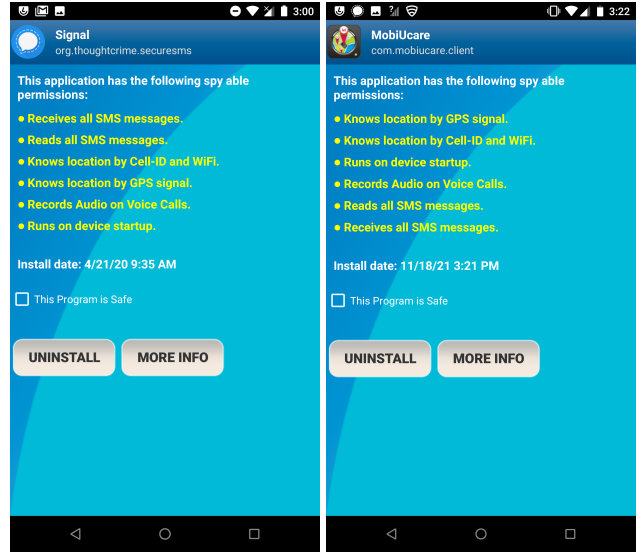 3:00
Signal
org.thoughtcrime.securesms
This application has the following spy able
permissions:
● Receives all SMS messages.
● Reads all SMS messages.
● Knows location by Cell-ID and WiFi.
● Knows location by GPS signal.
● Records Audio on Voice Calls.
● Runs on device startup.
Install date: 4/21/20 9:35 AM
This Program is Safe
UNINSTALL
MORE INFO
3:22
MobiUcare
com.mobiucare.client
This application has the following spy able
permissions:
● Knows location by GPS signal.
● Knows location by Cell-ID and WiFi.
● Runs on device startup.
● Records Audio on Voice Calls.
● Reads all SMS messages.
● Receives all SMS messages.
Install date: 11/18/21 3:21 PM
This Program is Safe
UNINSTALL
MORE INFO